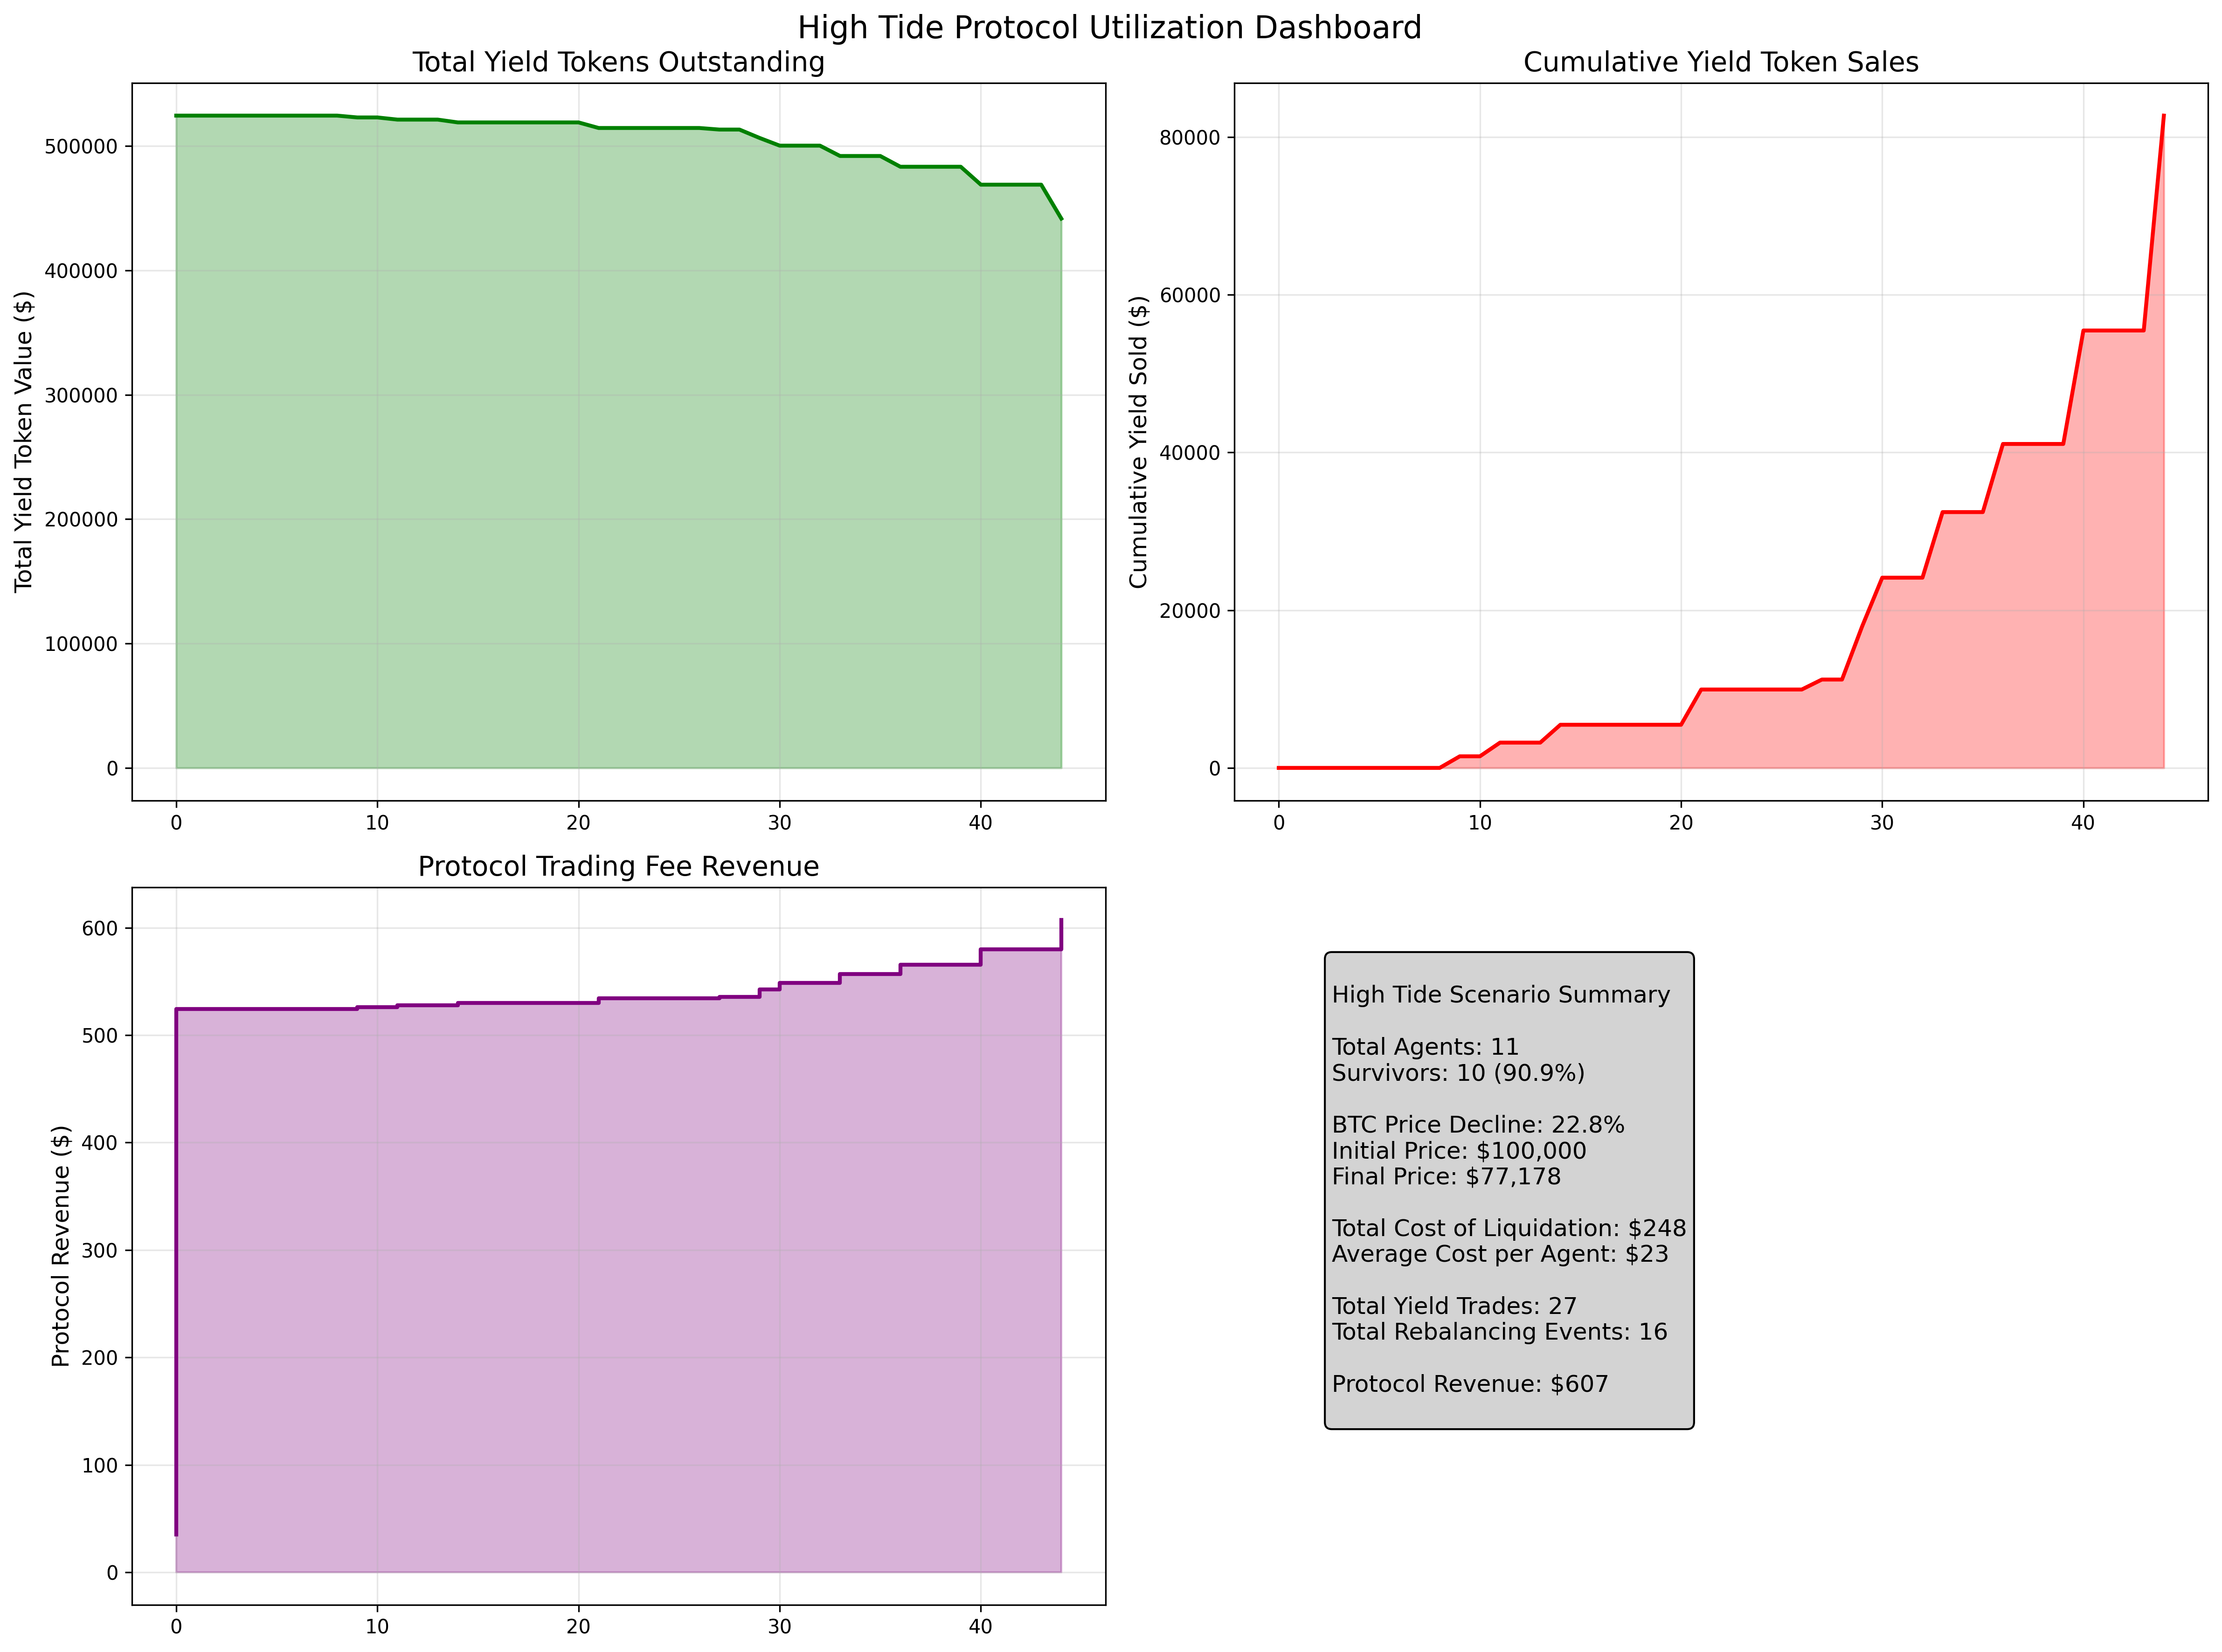 High Tide Protocol Utilization Dashboard
Total Yield Tokens Outstanding
Total Yield Token Value ($)
500000
400000
300000
200000
100000
0
0 10 20 30 40
Cumulative Yield Token Sales
Cumulative Yield Sold ($)
80000
60000
40000
20000
0
0 10 20 30 40
Protocol Trading Fee Revenue
Protocol Revenue ($)
600
500
400
300
200
100
0
0 10 20 30 40
High Tide Scenario Summary
Total Agents: 11
Survivors: 10 (90.9%)
BTC Price Decline: 22.8%
Initial Price: $100,000
Final Price: $77,178
Total Cost of Liquidation: $248
Average Cost per Agent: $23
Total Yield Trades: 27
Total Rebalancing Events: 16
Protocol Revenue: $607